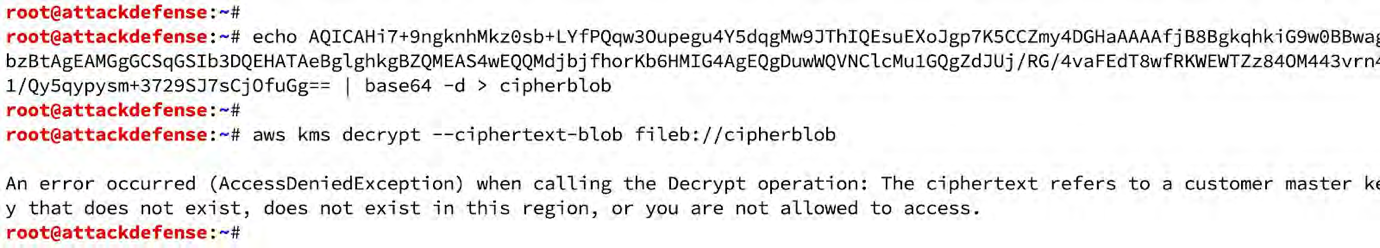 root@attackdefense:~#
root@attackdefense:~# echo AQICAHi7+9ngknhMkz0sb+LYfPQqw3Oupegu4Y5dqgMw9JThIQEsuEXoJgp7K5CCZmy4DGHaAAAAfjB8BgkqhkiG9w0BBwag
bzBtAgEAMGgGCSqGSIb3DQEHATAeBglghkgBZQMEAS4wEQQMdjbjfhorKb6HMIG4AgEQgDuwWQVNClcMu1GQgZdJUj/RG/4vaFEdT8wfRKWEWTZz84OM443vrn4
1/Qy5qypysm+3729SJ7sCjOfuGg== | base64 -d > cipherblob
root@attackdefense:~#
root@attackdefense:~# aws kms decrypt --ciphertext-blob fileb://cipherblob
An error occurred (AccessDeniedException) when calling the Decrypt operation: The ciphertext refers to a customer master ke
y that does not exist, does not exist in this region, or you are not allowed to access.
root@attackdefense:~#